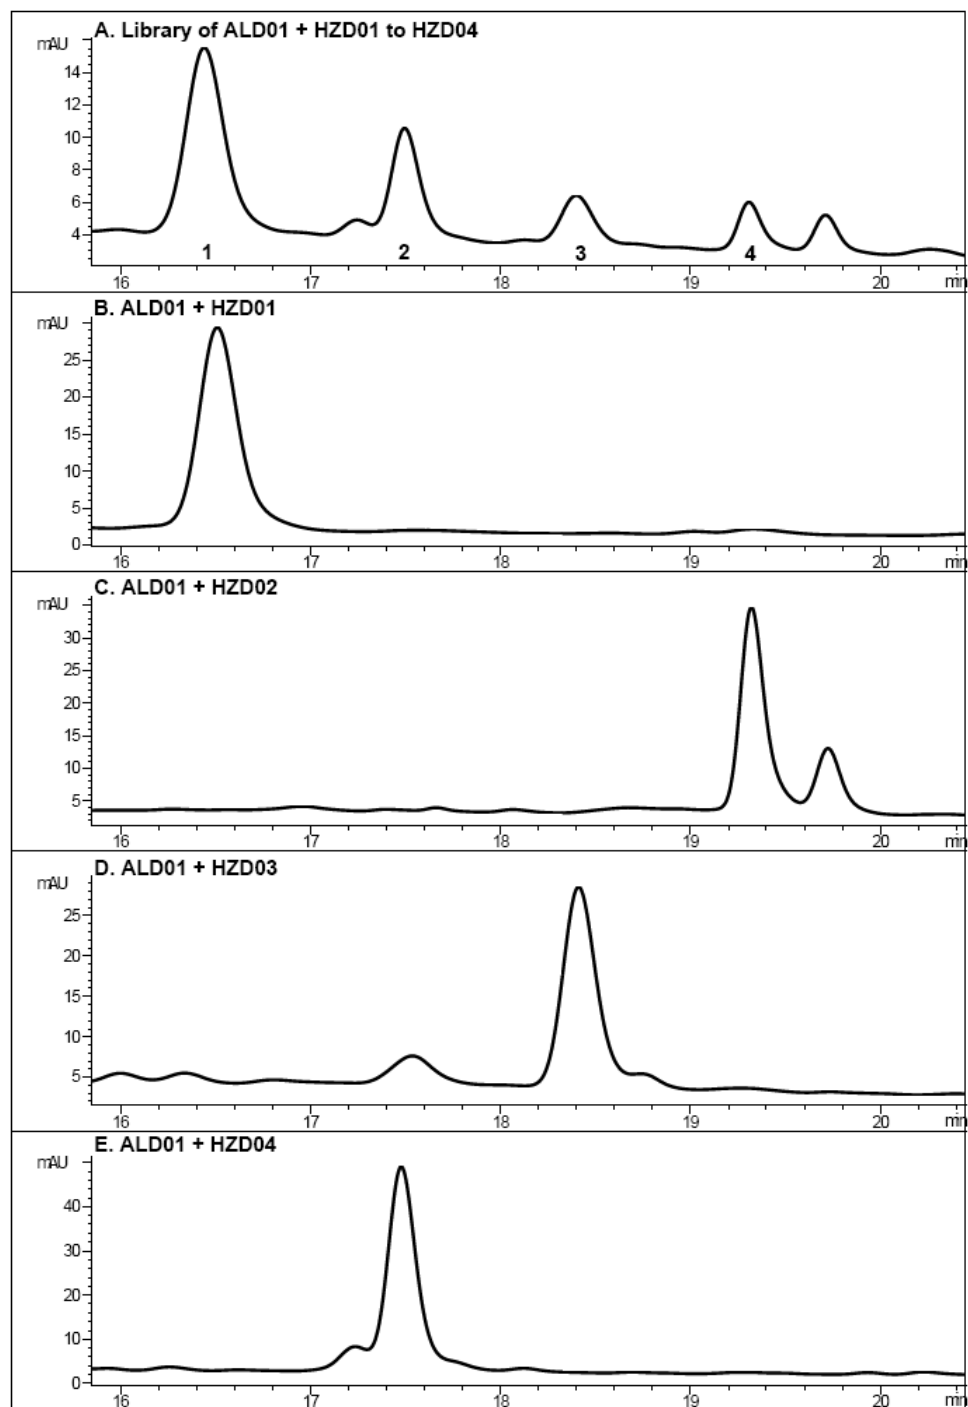 A. Library of ALD01 + HZD01 to HZD04
mAU
14
12
10
8
6
4
1 2 3 4
16 17 18 19 20 min
B. ALD01 + HZD01
mAU
25
20
15
10
5
0
16 17 18 19 20 min
C. ALD01 + HZD02
mAU
30
25
20
15
10
5
16 17 18 19 20 min
D. ALD01 + HZD03
mAU
25
20
15
10
5
16 17 18 19 20 min
E. ALD01 + HZD04
mAU
40
30
20
10
0
16 17 18 19 20 min